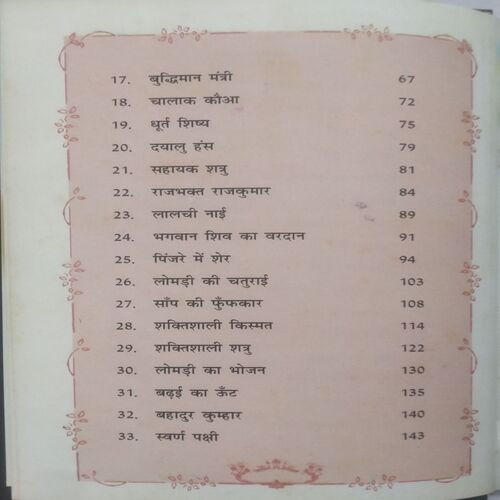 17. बुद्धिमान मंत्री 67
18. चालाक कौआ 72
19. धूर्त शिष्य 75
20. दयालु हंस 79
21. सहायक शत्रु 81
22. राजभक्त राजकुमार 84
23. लालची नाई 89
24. भगवान शिव का वरदान 91
25. पिंजरे में शेर 94
26. लोमड़ी की चतुराई 103
27. साँप की फुँफकार 108
28. शक्तिशाली किस्मत 114
29. शक्तिशाली शत्रु 122
30. लोमड़ी का भोजन 130
31. बढ़ई का ऊँट 135
32. बहादुर कुम्हार 140
33. स्वर्ण पक्षी 143